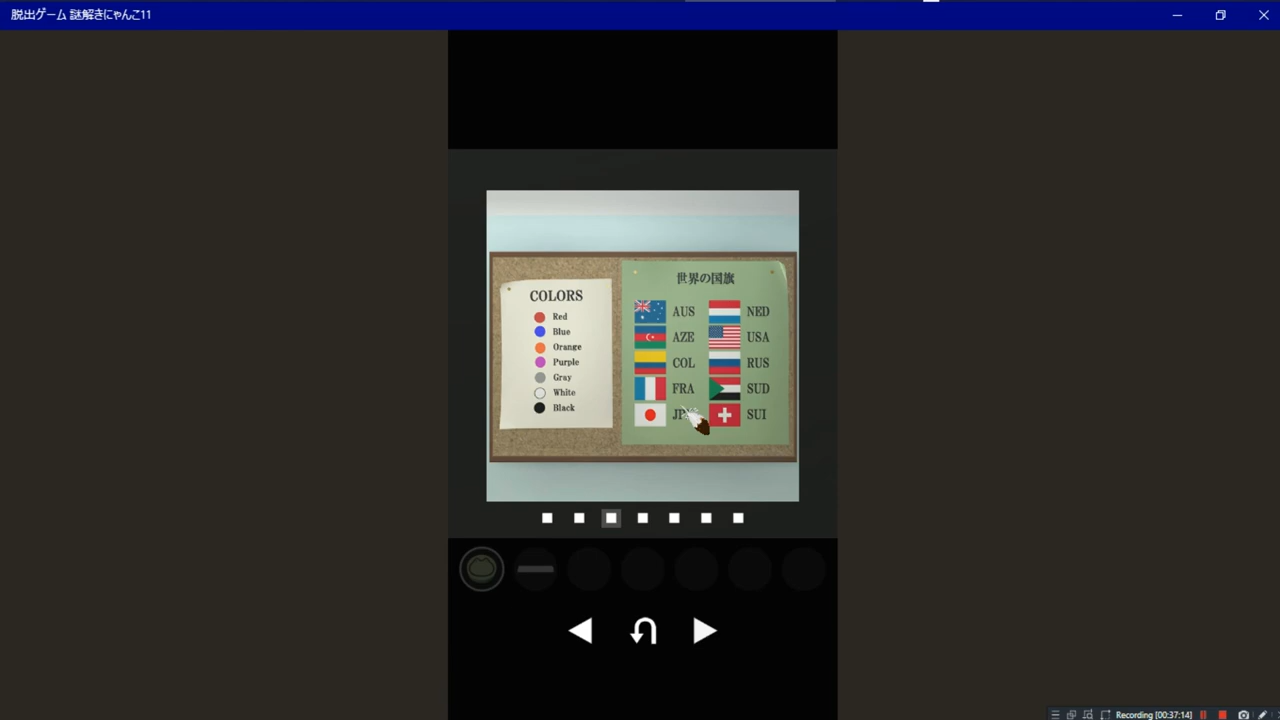 脱出ゲーム 謎解きにゃんこ11
COLORS
Red
Blue
Orange
Purple
Gray
White
Black
世界の国旗
AUS NED
AZE USA
COL RUS
FRA SUD
SUI
Recording [00:37:14]